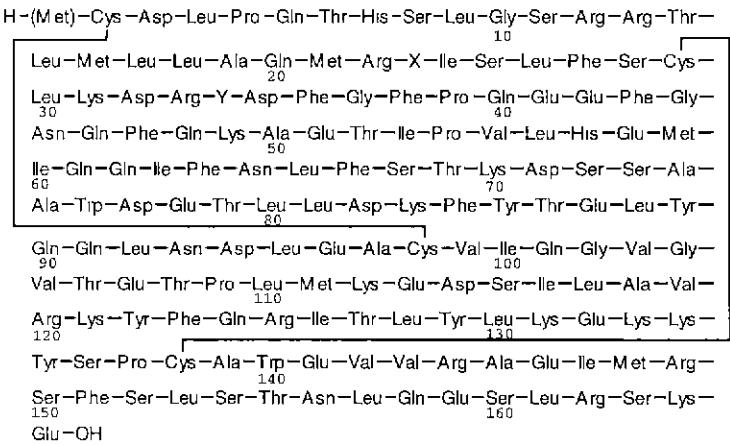 H-(Met)-Cys-Asp-Leu-Pro-Gln-Thr-His-Ser-Leu-Gly-Ser-Arg-Arg-Thr-
10
Leu-Met-Leu-Leu-Ala-Gln-Met-Arg-X-Ile-Ser-Leu-Phe-Ser-Cys-
20
Leu-Lys-Asp-Arg-Y-Asp-Phe-Gly-Phe-Pro-Gln-Glu-Glu-Phe-Gly-
30 40
Asn-Gln-Phe-Gln-Lys-Ala-Glu-Thr-Ile-Pro-Val-Leu-His-Glu-Met-
50
Ile-Gln-Gln-Ile-Phe-Asn-Leu-Phe-Ser-Thr-Lys-Asp-Ser-Ser-Ala-
60 70
Ala-Trp-Asp-Glu-Thr-Leu-Leu-Asp-Lys-Phe-Tyr-Thr-Glu-Leu-Tyr-
80
Gln-Gln-Leu-Asn-Asp-Leu-Glu-Ala-Cys-Val-Ile-Gln-Gly-Val-Gly-
90 100
Val-Thr-Glu-Thr-Pro-Leu-Met-Lys-Glu-Asp-Ser-Ile-Leu-Ala-Val-
110
Arg-Lys-Tyr-Phe-Gln-Arg-Ile-Thr-Leu-Tyr-Leu-Lys-Glu-Lys-Lys-
120 130
Tyr-Ser-Pro-Cys-Ala-Trp-Glu-Val-Val-Arg-Ala-Glu-Ile-Met-Arg-
140
Ser-Phe-Ser-Leu-Ser-Thr-Asn-Leu-Gln-Glu-Ser-Leu-Arg-Ser-Lys-
150 160
Glu-OH